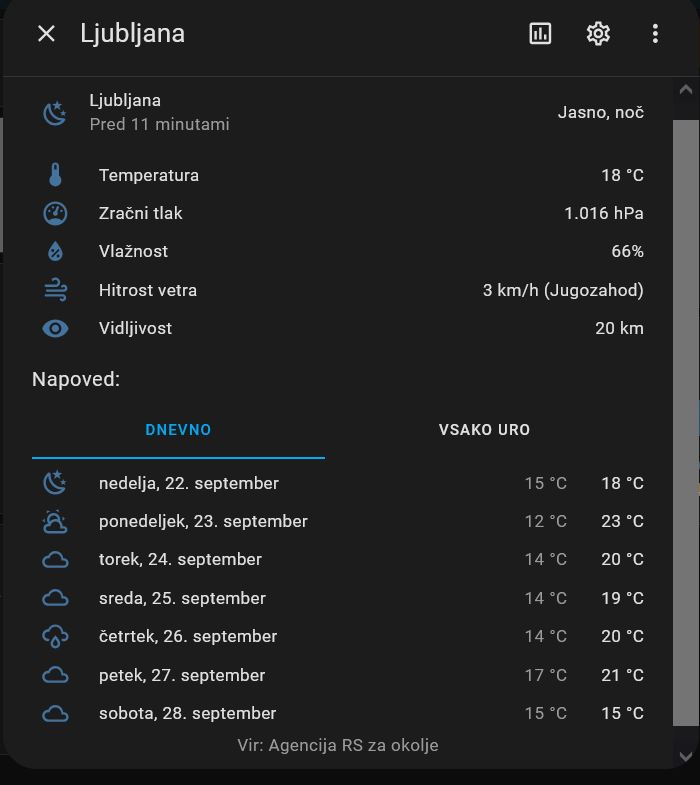 Ljubljana
Ljubljana
Pred 11 minutami
Jasno, noč
Temperatura 18 °C
Zračni tlak 1.016 hPa
Vlažnost 66%
Hitrost vetra 3 km/h (Jugozahod)
Vidljivost 20 km
Napoved:
DNEVNO VSAKO URO
nedelja, 22. september 15 °C 18 °C
ponedeljek, 23. september 12 °C 23 °C
torek, 24. september 14 °C 20 °C
sreda, 25. september 14 °C 19 °C
četrtek, 26. september 14 °C 20 °C
petek, 27. september 17 °C 21 °C
sobota, 28. september 15 °C 15 °C
Vir: Agencija RS za okolje